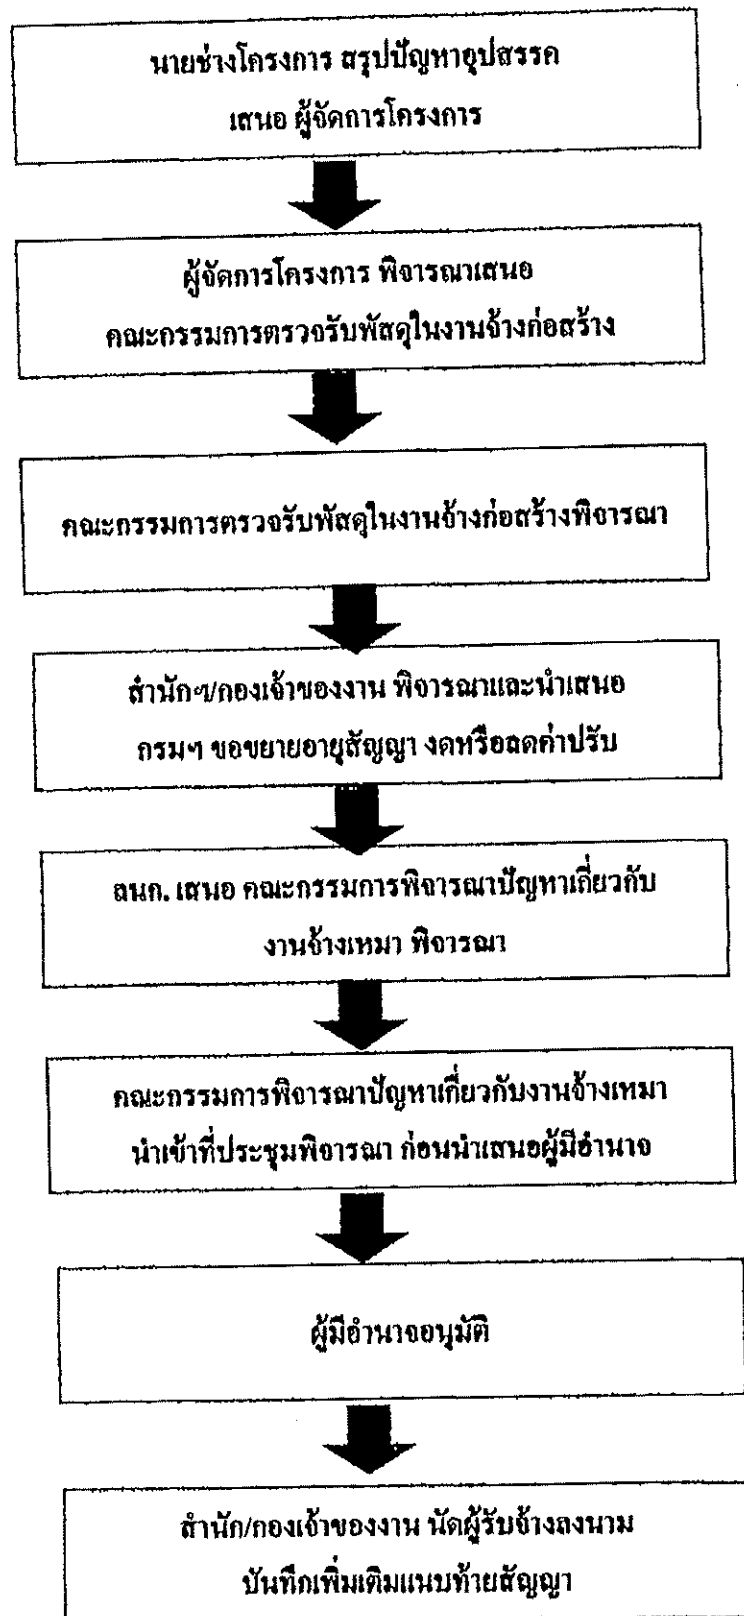 นายช่างโครงการ สรุปปัญหาอุปสรรค
เสนอ ผู้จัดการโครงการ
ผู้จัดการโครงการ พิจารณาเสนอ
คณะกรรมการตรวจรับพัสดุในงานจ้างก่อสร้าง
คณะกรรมการตรวจรับพัสดุในงานจ้างก่อสร้างพิจารณา
สำนักฯ/กองเจ้าของงาน พิจารณาและนำเสนอ
กรมฯ ขอขยายอายุสัญญา งดหรือลดค่าปรับ
ลนก. เสนอ คณะกรรมการพิจารณาปัญหาเกี่ยวกับ
งานจ้างเหมา พิจารณา
คณะกรรมการพิจารณาปัญหาเกี่ยวกับงานจ้างเหมา
นำเข้าที่ประชุมพิจารณา ก่อนนำเสนอผู้มีอำนาจ
ผู้มีอำนาจอนุมัติ
สำนัก/กองเจ้าของงาน นัดผู้รับจ้างลงนาม
บันทึกเพิ่มเติมแนบท้ายสัญญา